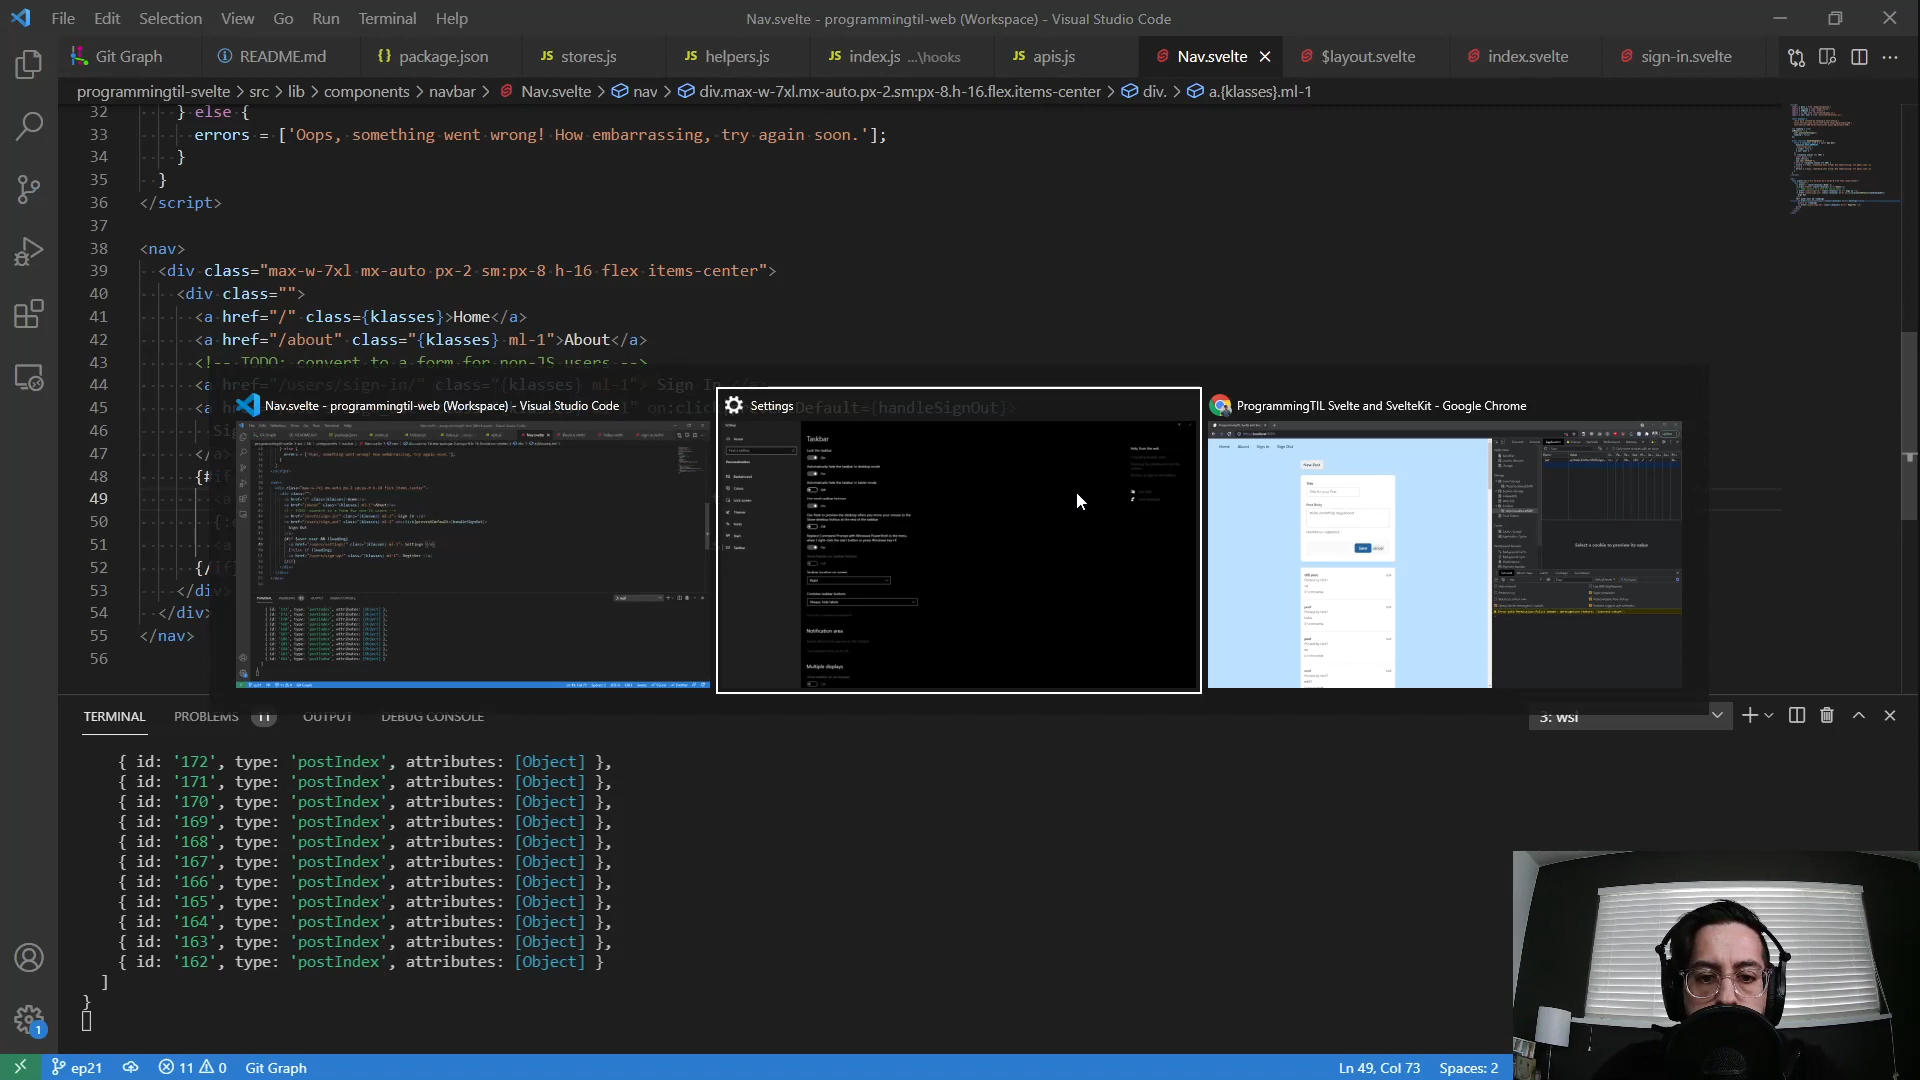 File Edit Selection View Go Run Terminal Help
Nav.svelte - programmingtil-web (Workspace) - Visual Studio Code
Git Graph README.md package.json stores.js helpers.js index.js ...\hooks apis.js Nav.svelte $layout.svelte index.svelte sign-in.svelte
programmingtil-svelte > src > lib > components > navbar > Nav.svelte > nav > div.max-w-7xl.mx-auto.px-2.sm:px-8.h-16.flex.items-center > div. > a.{klasses}.ml-1
32 } else {
33 errors = ['Oops, something went wrong! How embarrassing, try again soon.'];
34 }
35 }
36 </script>
37
38 <nav>
39 <div class="max-w-7xl mx-auto px-2 sm:px-8 h-16 flex items-center">
40 <div class="">
41 <a href="/" class={klasses}>Home</a>
42 <a href="/about" class="{klasses} ml-1">About</a>
43 <!-- TODO: convert to a form for non-JS users -->
44 <a href="/users/sign-in/" class="{klasses} ml-1"> Sign In
45 <a
46
47 </a>
48 {#if
49 <a
50 {:e
51 <a
52 {/if}
53 </div>
54 </div>
55 </nav>
56
Nav.svelte - programmingtil-web (Workspace) - Visual Studio Code
Settings
ProgrammingTIL Svelte and SvelteKit - Google Chrome
Taskbar
Notification area
Multiple displays
New Post
TERMINAL PROBLEMS 11 OUTPUT DEBUG CONSOLE
3: wsl
{ id: '172', type: 'postIndex', attributes: [Object] },
{ id: '171', type: 'postIndex', attributes: [Object] },
{ id: '170', type: 'postIndex', attributes: [Object] },
{ id: '169', type: 'postIndex', attributes: [Object] },
{ id: '168', type: 'postIndex', attributes: [Object] },
{ id: '167', type: 'postIndex', attributes: [Object] },
{ id: '166', type: 'postIndex', attributes: [Object] },
{ id: '165', type: 'postIndex', attributes: [Object] },
{ id: '164', type: 'postIndex', attributes: [Object] },
{ id: '163', type: 'postIndex', attributes: [Object] },
{ id: '162', type: 'postIndex', attributes: [Object] }
]
}
1
ep21 11 0 Git Graph
Ln 49, Col 73 Spaces: 2